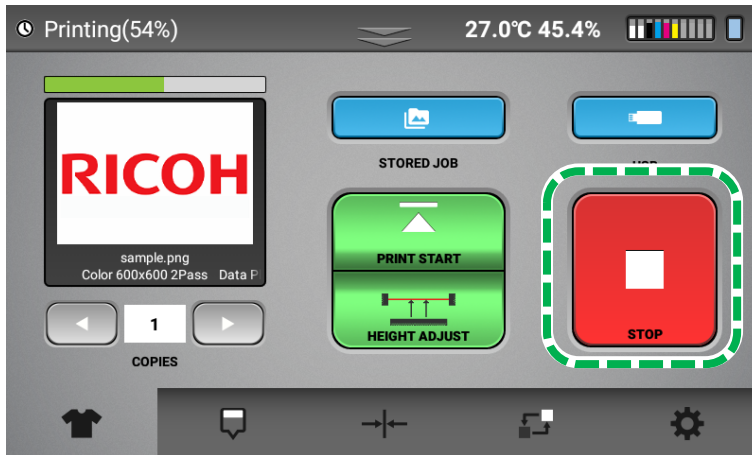 Printing(54%)
27.0℃ 45.4%
RICOH
sample.png
Color 600x600 2Pass Data P
STORED JOB
PRINT START
HEIGHT ADJUST
STOP
1
COPIES